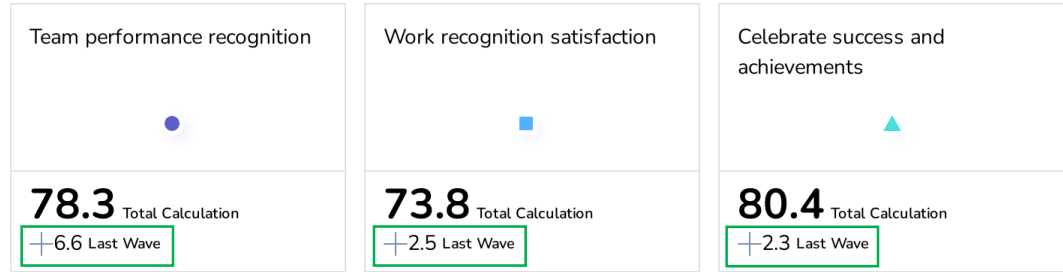 Team performance recognition
78.3 Total Calculation
+6.6 Last Wave
Work recognition satisfaction
73.8 Total Calculation
+2.5 Last Wave
Celebrate success and
achievements
80.4 Total Calculation
+2.3 Last Wave